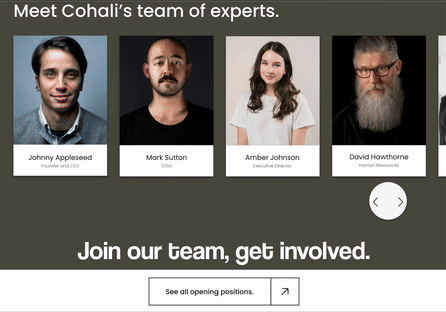 Meet Cohali's team of experts.
Johnny Appleseed
Founder and CEO
Mark Sutton
COO
Amber Johnson
Executive Director
David Hawthorne
Human Resources
Join our team, get involved.
See all opening positions.